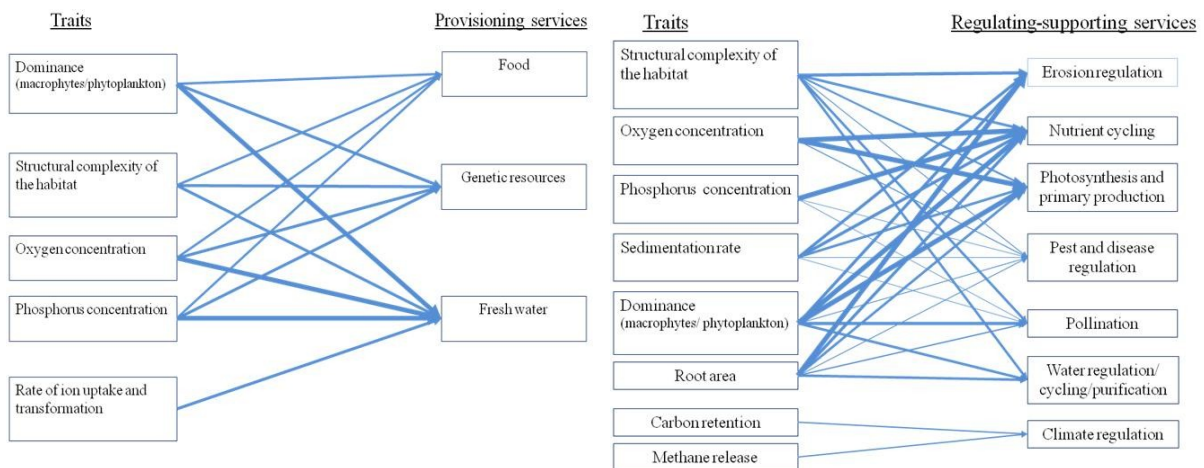 Traits
Provisioning services
Dominance
(macrophytes/phytoplankton)
Structural complexity of
the habitat
Oxygen concentration
Phosphorus concentration
Rate of ion uptake and
transformation
Food
Genetic resources
Fresh water
Traits
Regulating-supporting services
Structural complexity of
the habitat
Oxygen concentration
Phosphorus concentration
Sedimentation rate
Dominance
(macrophytes/ phytoplankton)
Root area
Carbon retention
Methane release
Erosion regulation
Nutrient cycling
Photosynthesis and
primary production
Pest and disease
regulation
Pollination
Water regulation/
cycling/purification
Climate regulation